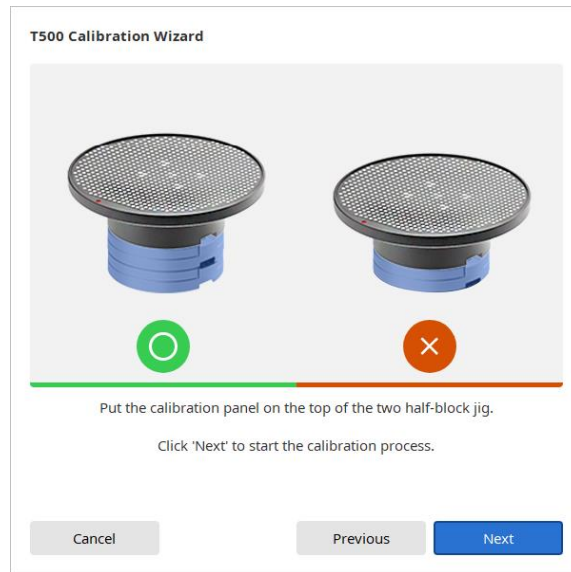 T500 Calibration Wizard
Put the calibration panel on the top of the two half-block jig.
Click 'Next' to start the calibration process.
Cancel
Previous
Next